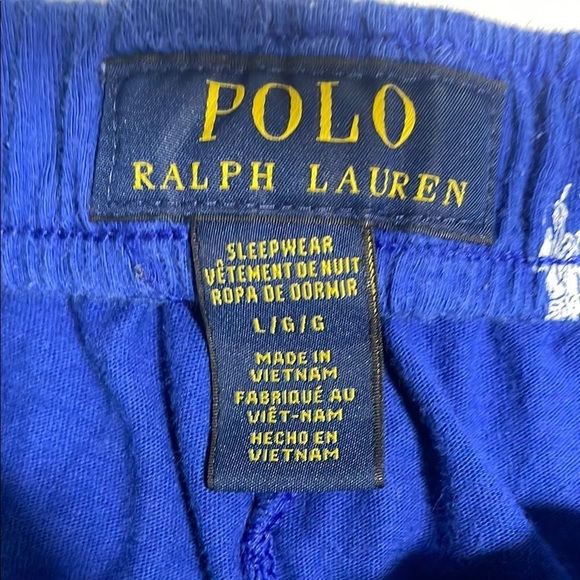 POLO
RALPH LAUREN
SLEEPWEAR
VÊTEMENT DE NUIT
ROPA DE DORMIR
L/G/G
MADE IN
VIETNAM
FABRIQUÉ AU
VIÊT-NAM
HECHO EN
VIETNAM